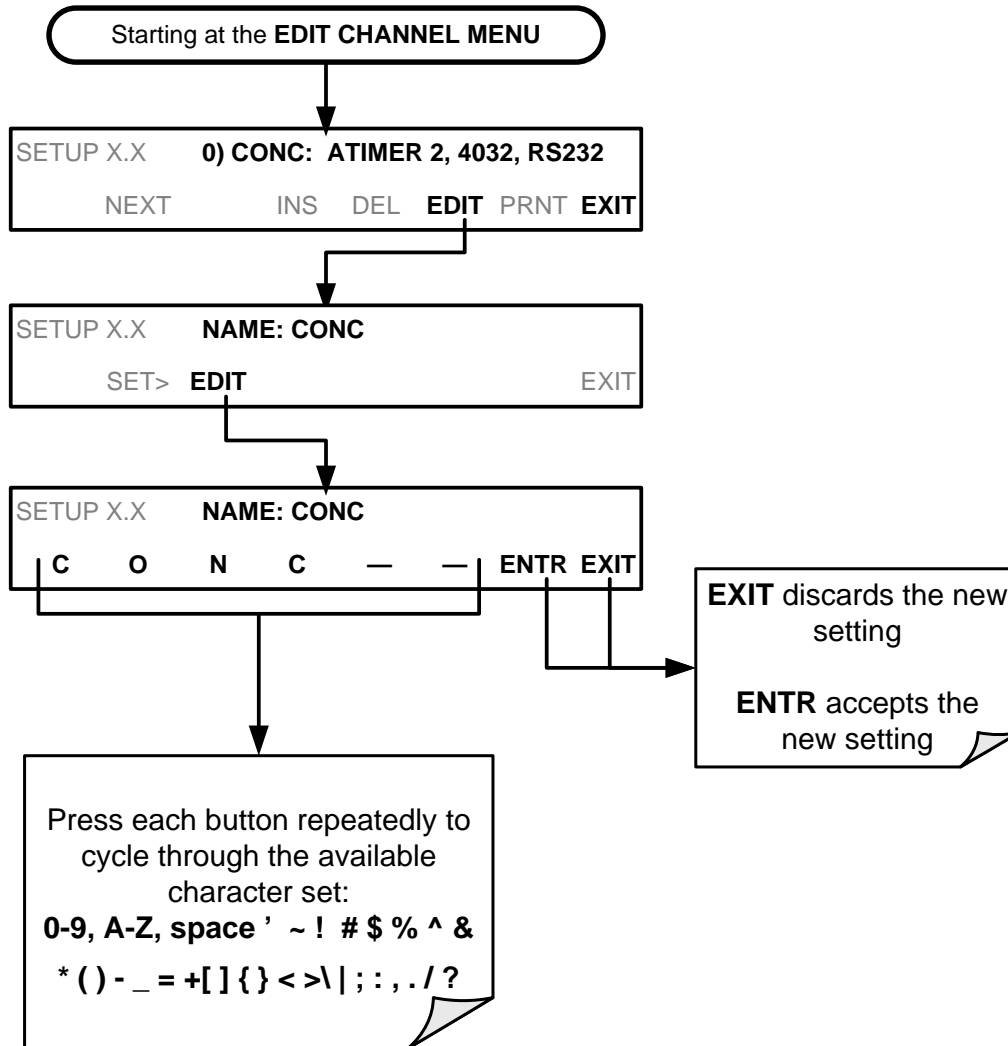 Starting at the EDIT CHANNEL MENU
SETUP X.X 0) CONC: ATIMER 2, 4032, RS232
NEXT INS DEL EDIT PRNT EXIT
SETUP X.X NAME: CONC
SET> EDIT EXIT
SETUP X.X NAME: CONC
C O N C — — ENTR EXIT
EXIT discards the new
setting
ENTR accepts the
new setting
Press each button repeatedly to
cycle through the available
character set:
0-9, A-Z, space ’ ~ ! # $ % ^ &
* ( ) - _ = +[ ] { } < >\ | ; : , . / ?